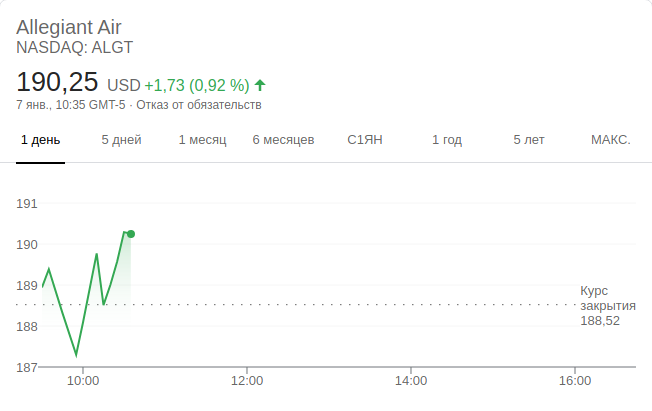 Allegiant Air
NASDAQ: ALGT
190,25 USD +1,73 (0,92 %)
7 янв., 10:35 GMT-5 · Отказ от обязательств
1 день 5 дней 1 месяц 6 месяцев С1ЯН 1 год 5 лет МАКС.
191
190
189
188
187
Курс
закрытия
188,52
10:00 12:00 14:00 16:00